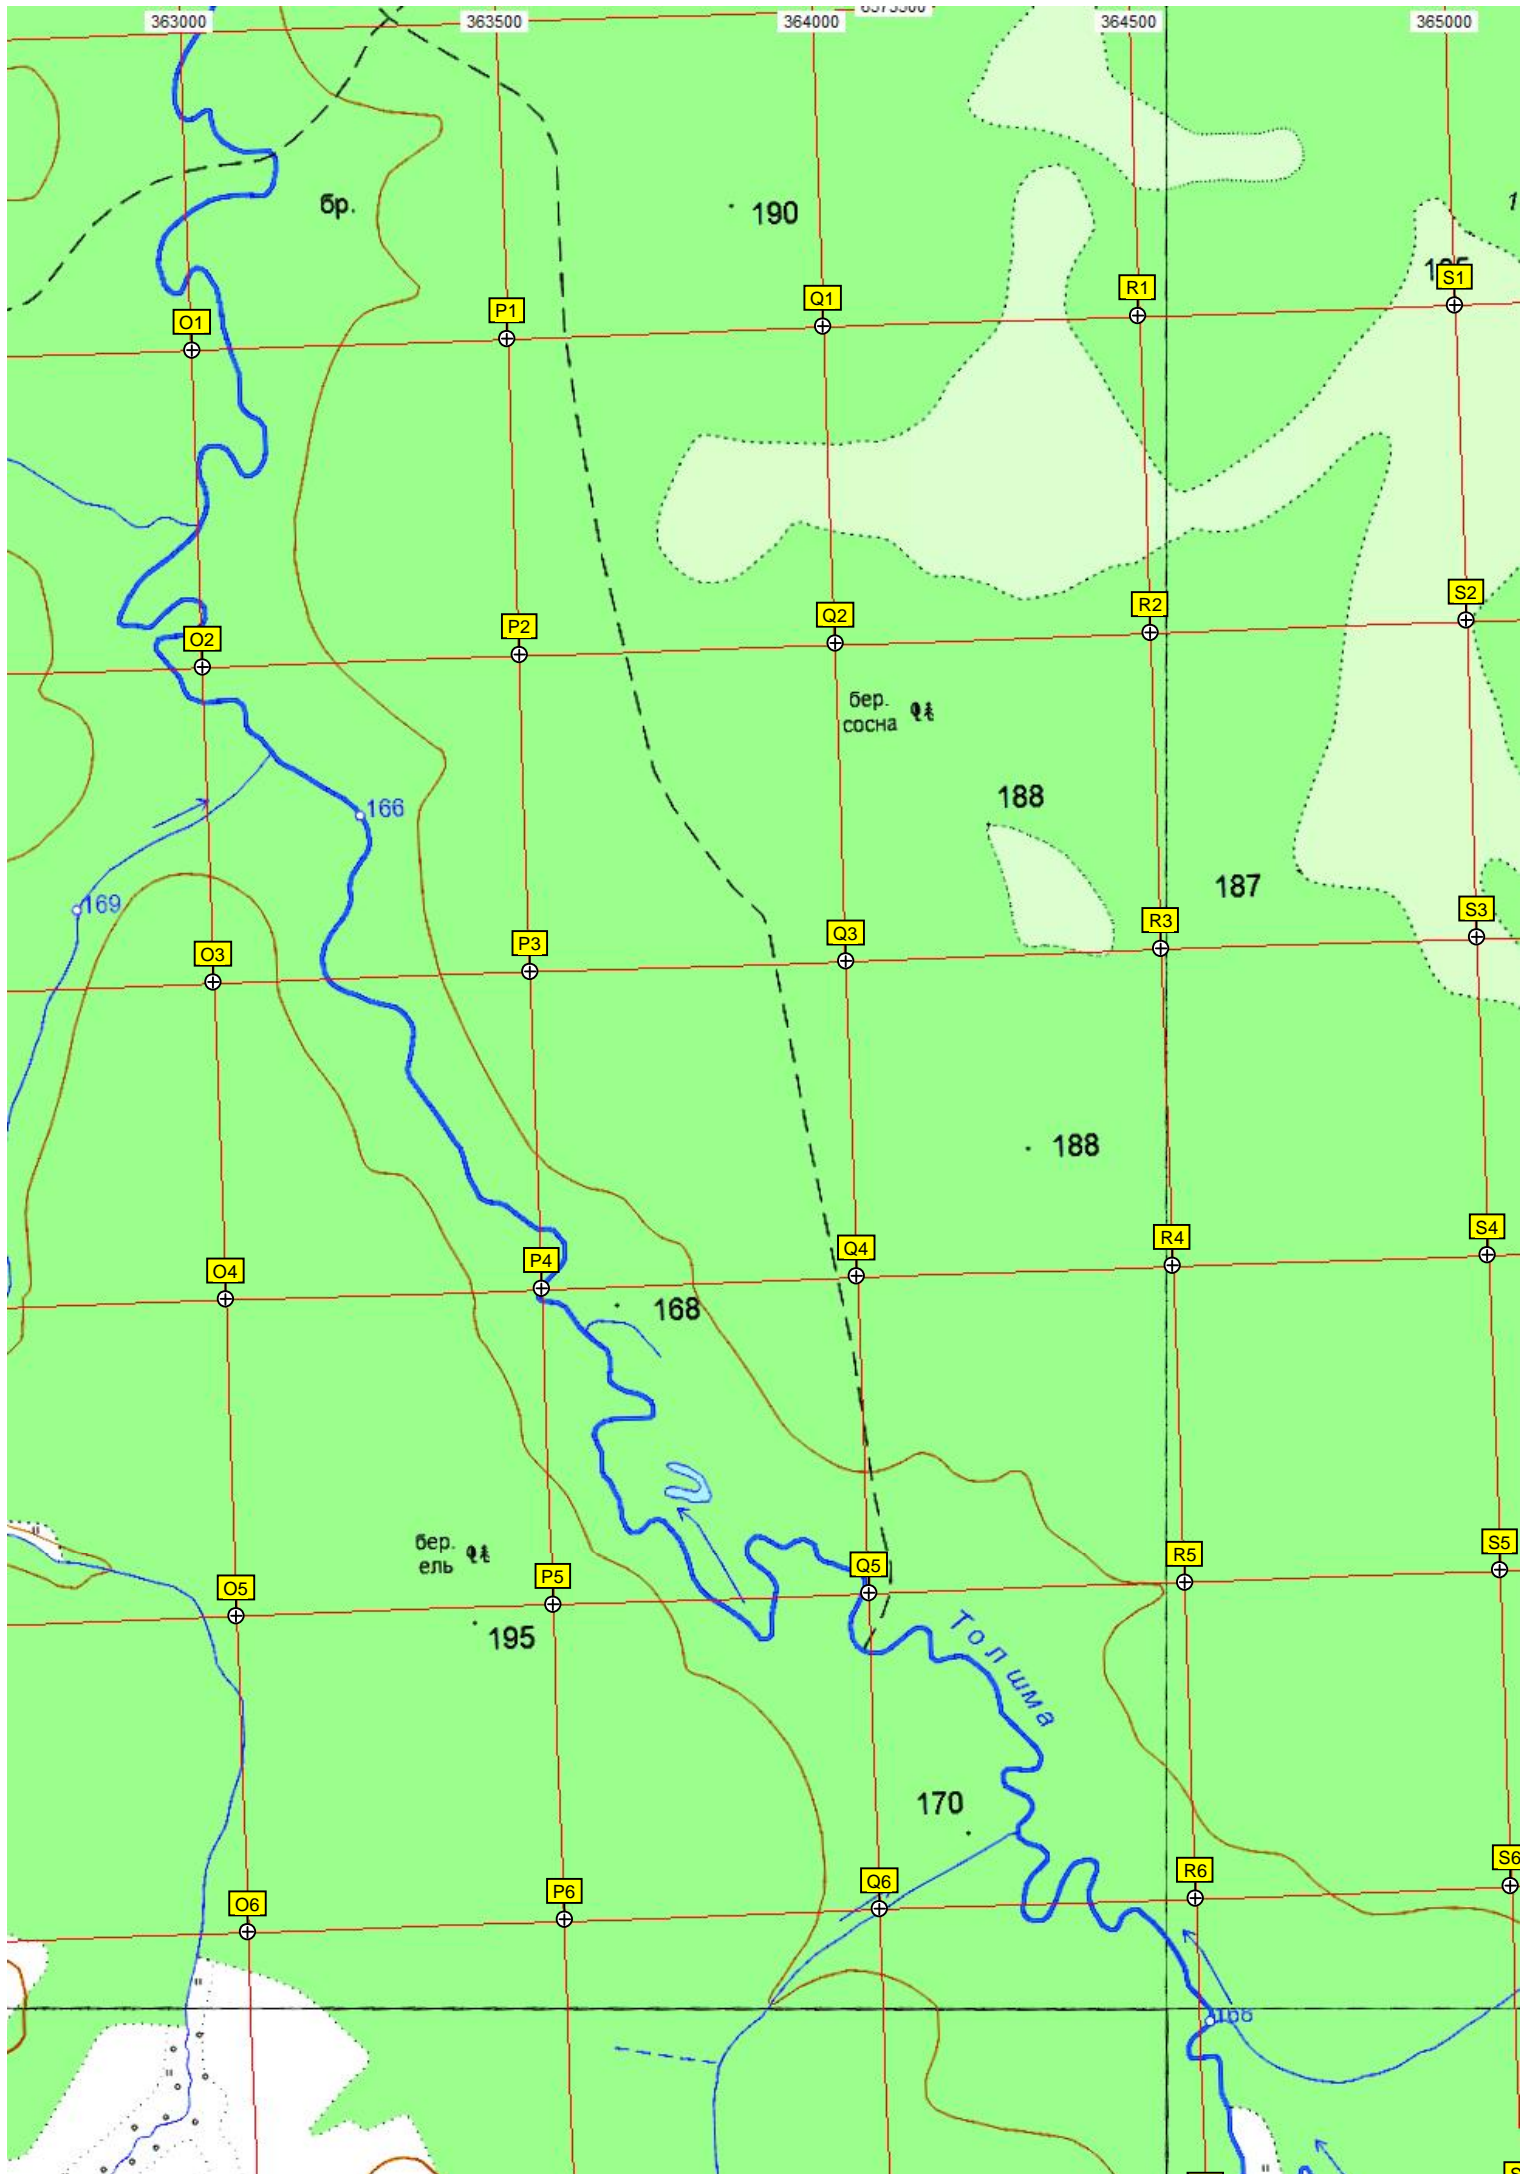 363000 363500 364000 364500 365000
бр.
190
O1 P1 Q1 R1 S1
O2 P2 Q2 R2 S2
бер.
сосна
188
166
187
169
O3 P3 Q3 R3 S3
188
O4 P4 Q4 R4 S4
168
бер.
ель
O5 P5 Q5 R5 S5
195
Толшма
170
O6 P6 Q6 R6 S6